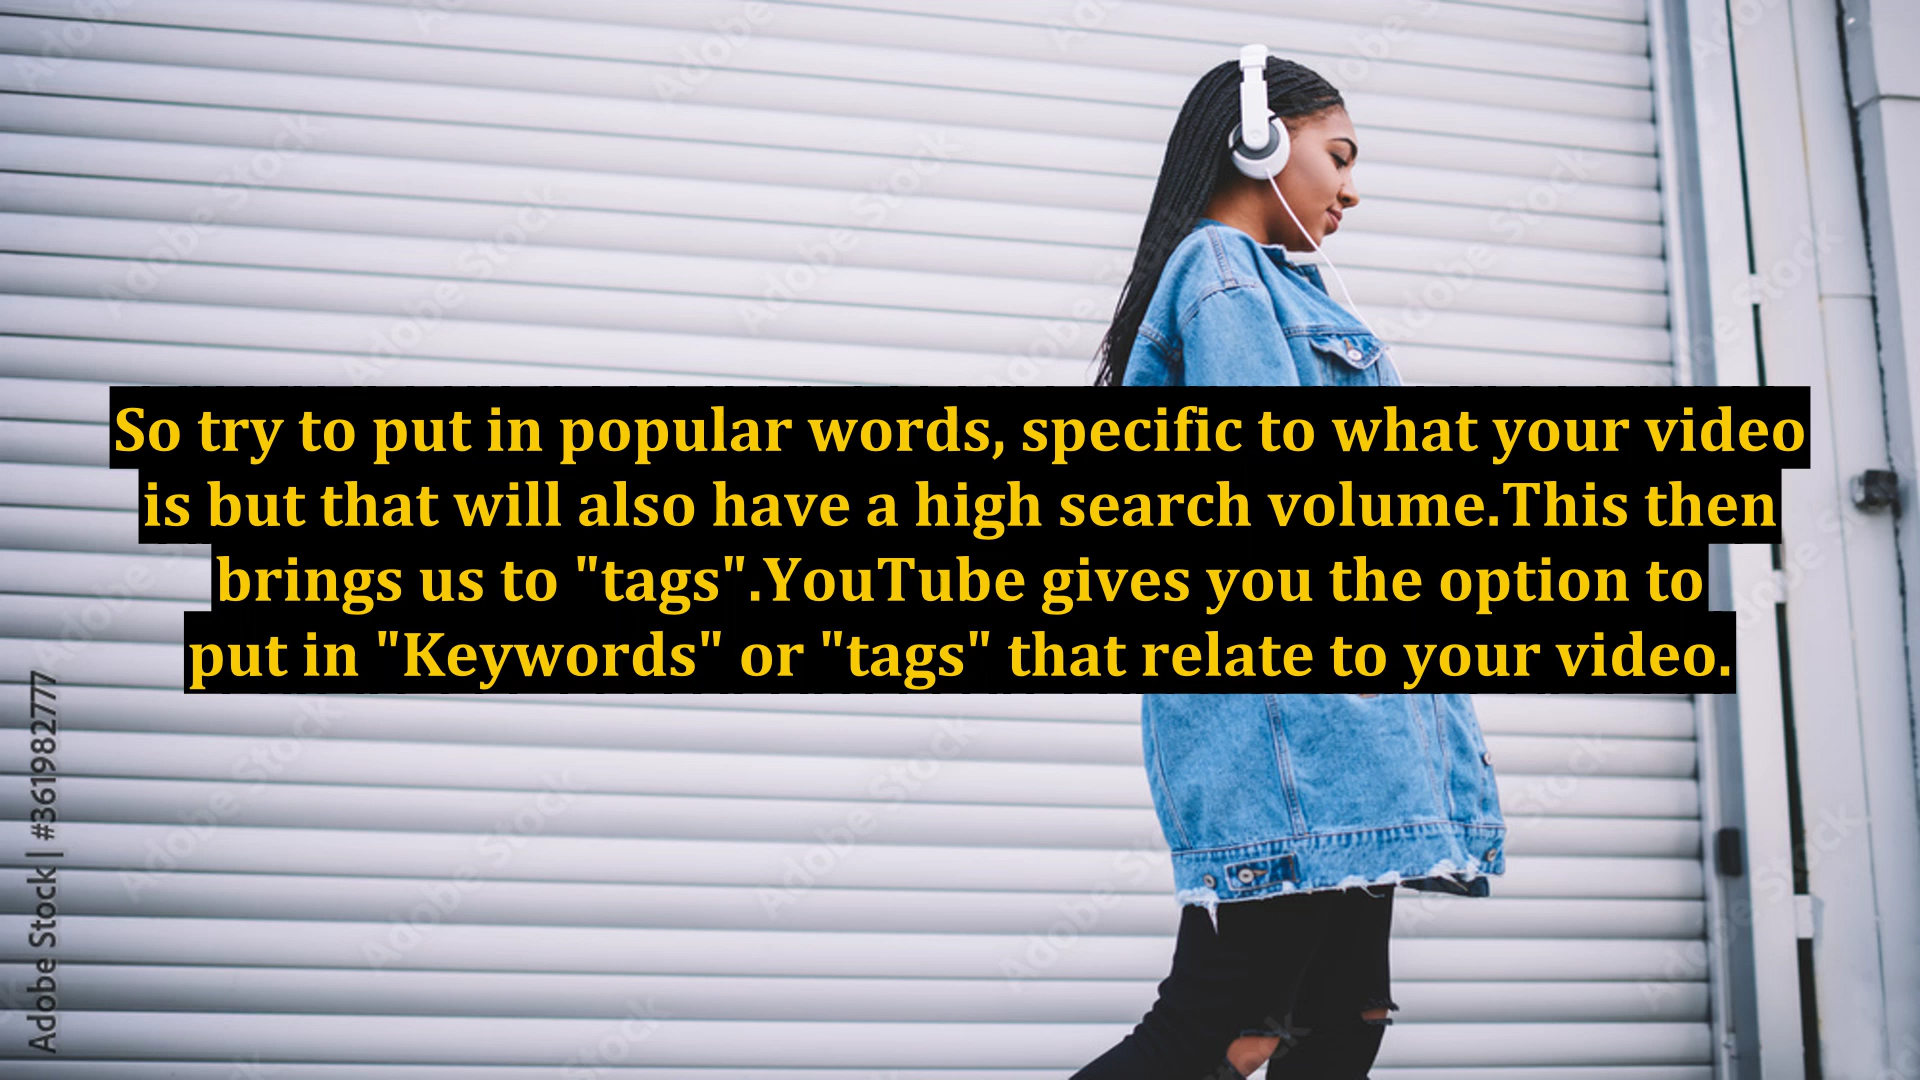 So try to put in popular words, specific to what your video
is but that will also have a high search volume.This then
brings us to "tags".YouTube gives you the option to
put in "Keywords" or "tags" that relate to your video.
Adobe Stock | #361982777
Adobe Stock